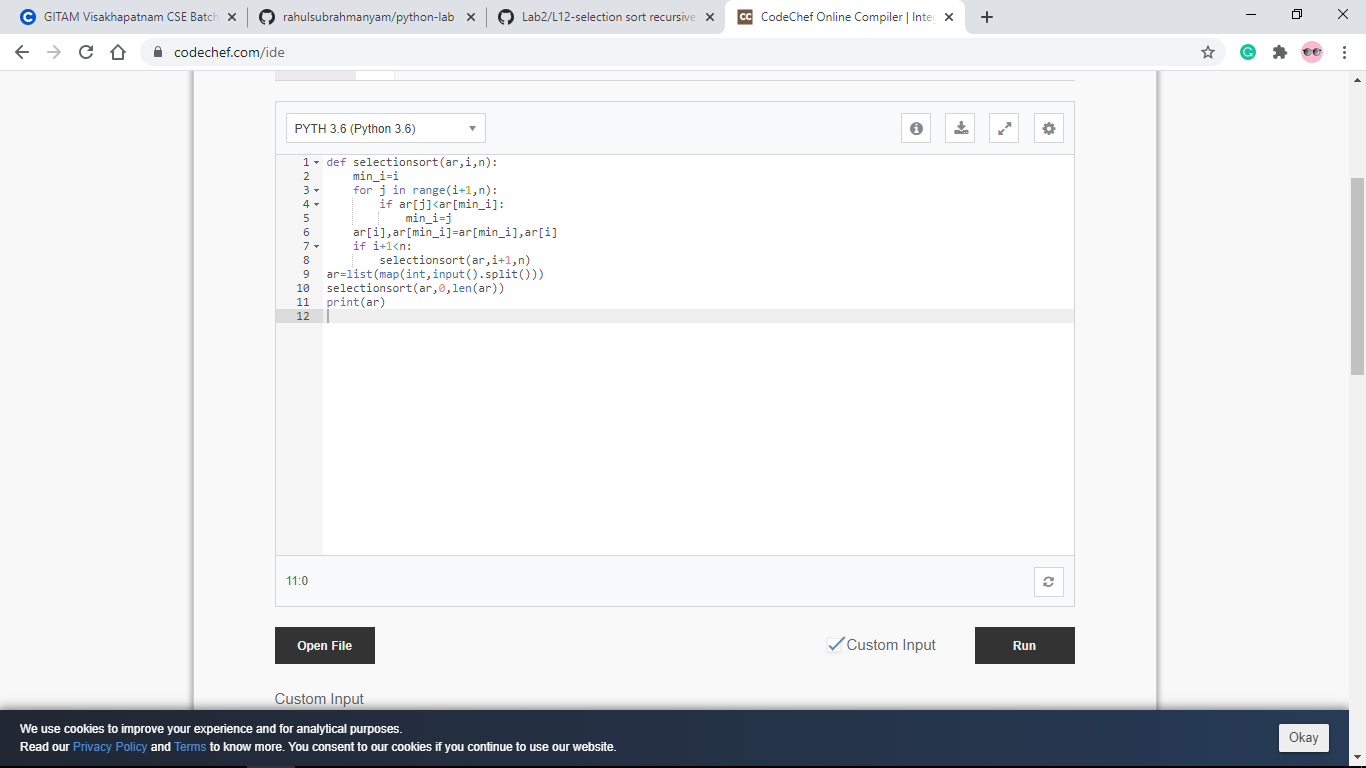 GITAM Visakhapatnam CSE Batch
rahulsubrahmanyam/python-lab
Lab2/L12-selection sort recursive
CC CodeChef Online Compiler | Inte
codechef.com/ide
PYTH 3.6 (Python 3.6)
1 def selectionsort(ar,i,n):
2     min_i=i
3     for j in range(i+1,n):
4         if ar[j]<ar[min_i]:
5             min_i=j
6     ar[i],ar[min_i]=ar[min_i],ar[i]
7     if i+1<n:
8         selectionsort(ar,i+1,n)
9 ar=list(map(int,input().split()))
10 selectionsort(ar,0,len(ar))
11 print(ar)
12
11:0
Open File
Custom Input
Run
Custom Input
We use cookies to improve your experience and for analytical purposes.
Read our Privacy Policy and Terms to know more. You consent to our cookies if you continue to use our website.
Okay